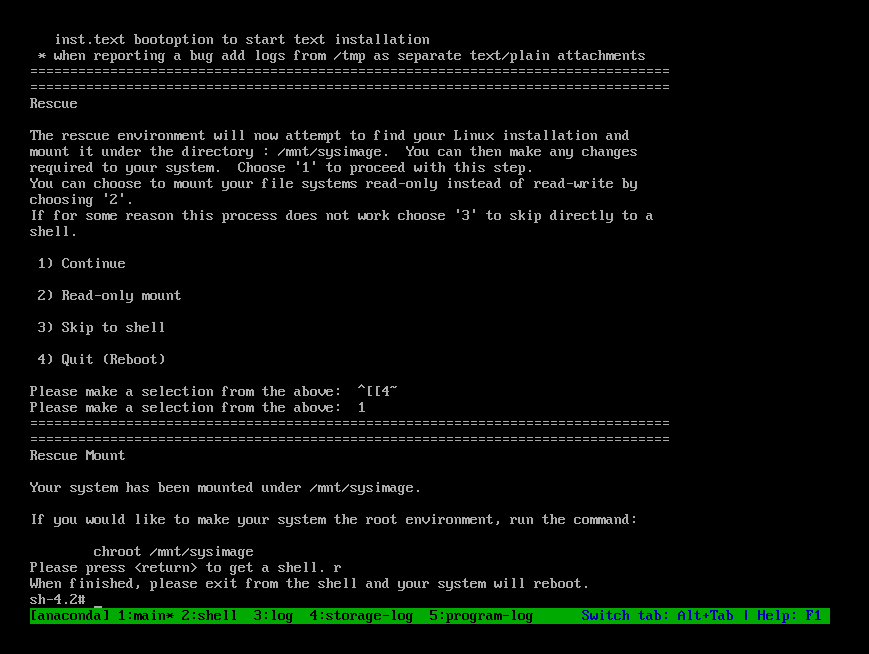 inst.text bootoption to start text installation
* when reporting a bug add logs from /tmp as separate text/plain attachments
================================================================================
================================================================================
Rescue
The rescue environment will now attempt to find your Linux installation and
mount it under the directory : /mnt/sysimage.  You can then make any changes
required to your system.  Choose '1' to proceed with this step.
You can choose to mount your file systems read-only instead of read-write by
choosing '2'.
If for some reason this process does not work choose '3' to skip directly to a
shell.
1) Continue
2) Read-only mount
3) Skip to shell
4) Quit (Reboot)
Please make a selection from the above:  ^[[4~
Please make a selection from the above:  1
================================================================================
================================================================================
Rescue Mount
Your system has been mounted under /mnt/sysimage.
If you would like to make your system the root environment, run the command:
chroot /mnt/sysimage
Please press <return> to get a shell. r
When finished, please exit from the shell and your system will reboot.
sh-4.2# _
[anaconda] 1:main* 2:shell  3:log  4:storage-log  5:program-log      Switch tab: Alt+Tab | Help: F1